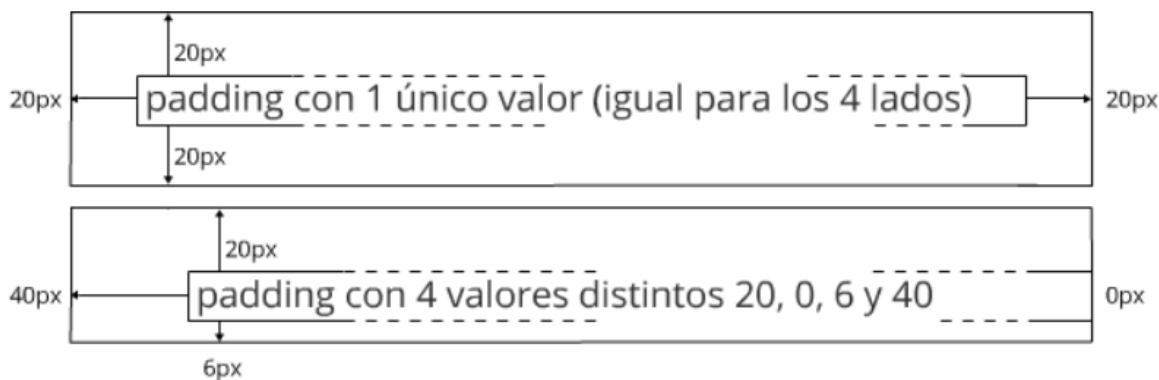 20px
20px padding con 1 único valor (igual para los 4 lados) 20px
20px
20px
40px padding con 4 valores distintos 20, 0, 6 y 40 0px
6px